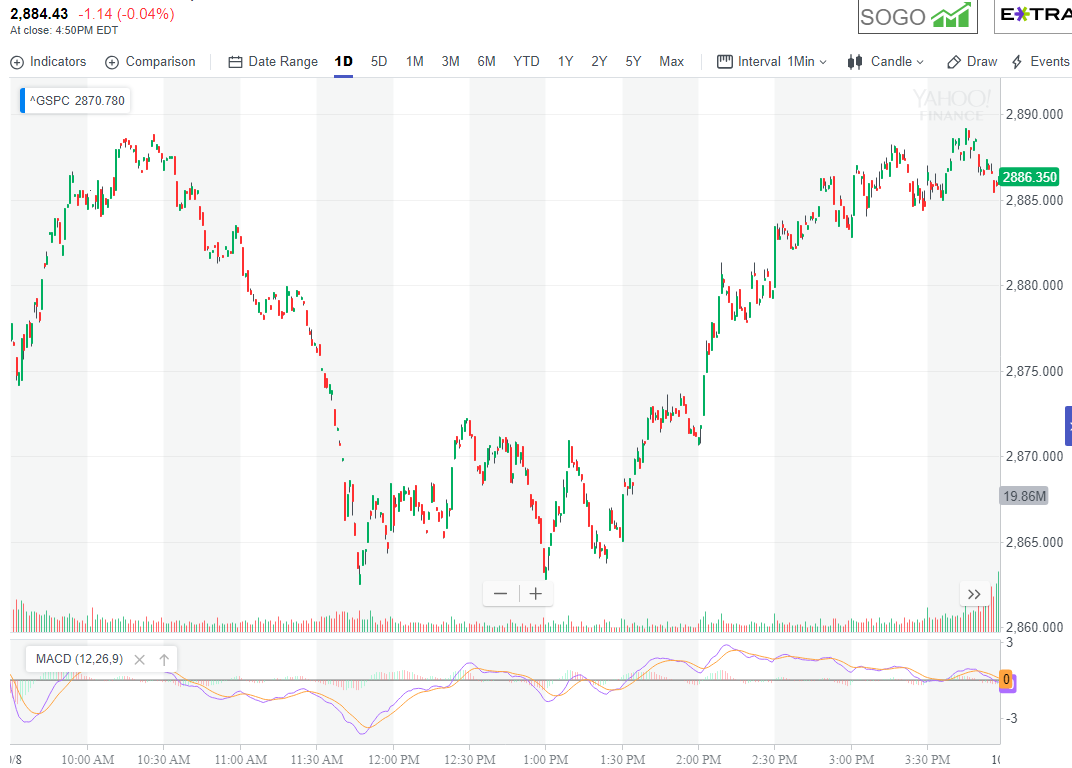 2,884.43 -1.14 (-0.04%)
At close: 4:50PM EDT
SOGO
EXTRA
Indicators Comparison Date Range 1D 5D 1M 3M 6M YTD 1Y 2Y 5Y Max Interval 1Min Candle Draw Events
^GSPC 2870.780
YAHOO!
FINANCE
2,890.000
2886.350
2,885.000
2,880.000
2,875.000
2,870.000
19.86M
2,865.000
2,860.000
MACD (12,26,9)
3
0
-3
0/8 10:00 AM 10:30 AM 11:00 AM 11:30 AM 12:00 PM 12:30 PM 1:00 PM 1:30 PM 2:00 PM 2:30 PM 3:00 PM 3:30 PM